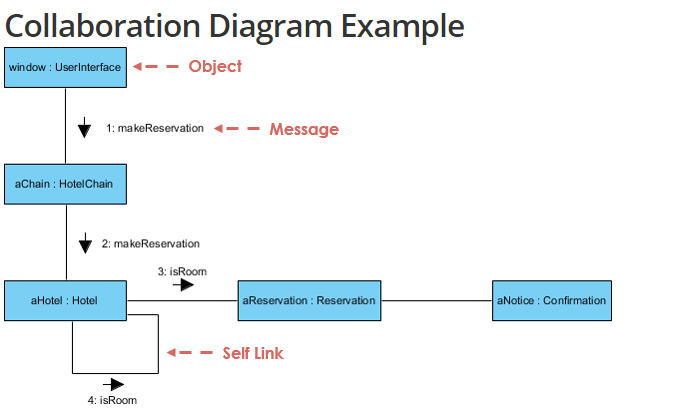 Collaboration Diagram Example
window : UserInterface
Object
1: makeReservation
Message
aChain : HotelChain
2: makeReservation
3: isRoom
aHotel : Hotel
aReservation : Reservation
aNotice : Confirmation
Self Link
4: isRoom